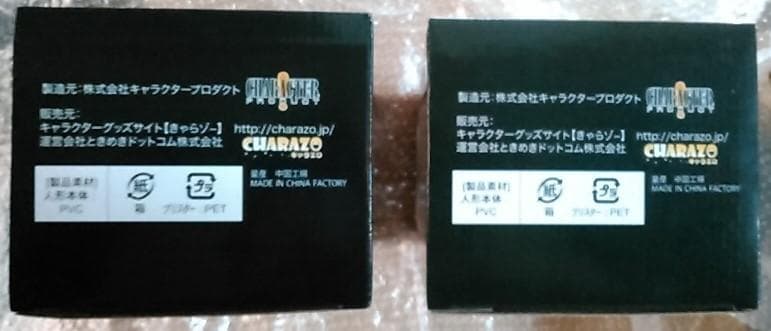 製造元:株式会社キャラクタープロダクト
CHARACTER
PRODUCT
販売元:
キャラクターグッズサイト【きゃらゾー】 http://charazo.jp/
運営会社ときめきドットコム株式会社
CHARAZO
キャラゾロ
[製品素材]
人形本体
PVC
紙
箱
プラ
ブリスター:PET
量産 中国工場
MADE IN CHINA FACTORY
製造元:株式会社キャラクタープロダクト
CHARACTER
PRODUCT
販売元:
キャラクターグッズサイト【きゃらゾー】 http://charazo.jp/
運営会社ときめきドットコム株式会社
CHARAZO
[製品素材]
人形本体
PVC
紙
箱
プラ
ブリスター:PET
量産 中国工場
MADE IN CHINA FACTORY